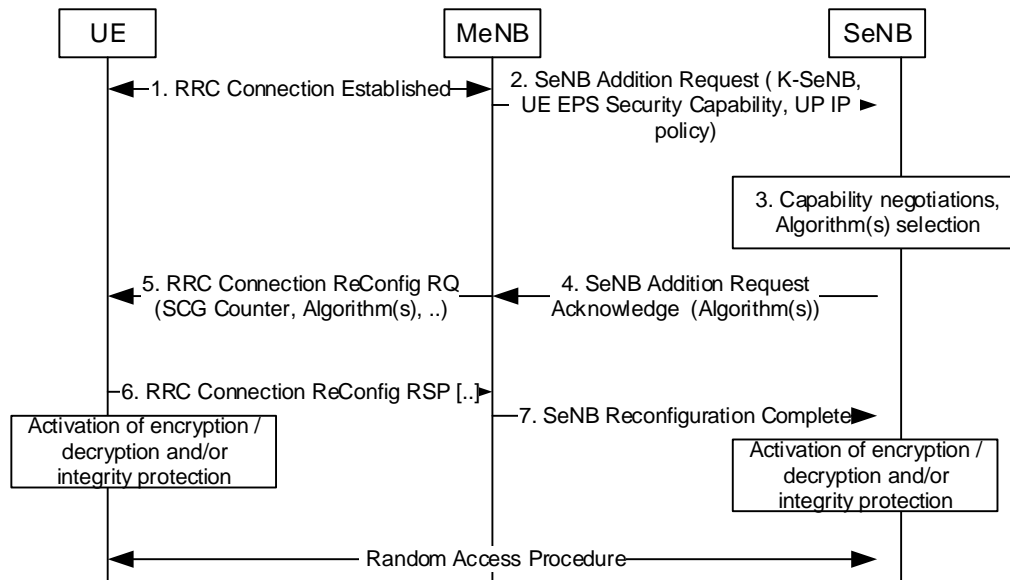 UE
MeNB
SeNB
1. RRC Connection Established
2. SeNB Addition Request ( K-SeNB,
UE EPS Security Capability, UP IP
policy)
3. Capability negotiations,
Algorithm(s) selection
4. SeNB Addition Request
Acknowledge (Algorithm(s))
5. RRC Connection ReConfig RQ
(SCG Counter, Algorithm(s), ..)
6. RRC Connection ReConfig RSP [..]
7. SeNB Reconfiguration Complete
Activation of encryption /
decryption and/or
integrity protection
Activation of encryption /
decryption and/or
integrity protection
Random Access Procedure